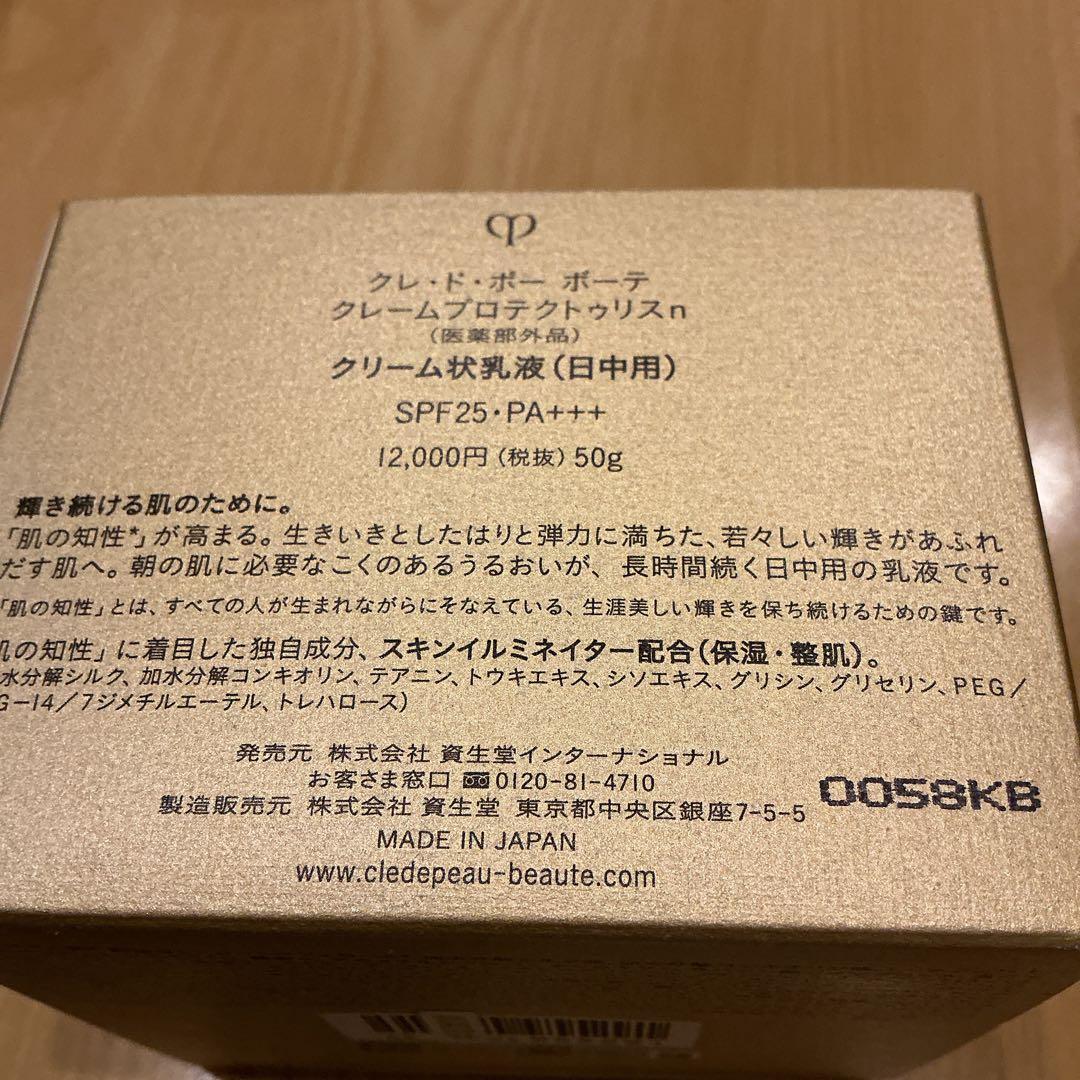 クレ・ド・ポー ボーテ
クレームプロテクトゥリスn
(医薬部外品)
クリーム状乳液(日中用)
SPF25・PA+++
12,000円(税抜)50g
輝き続ける肌のために。
「肌の知性*」が高まる。生きいきとしたはりと弾力に満ちた、若々しい輝きがあふれ
だす肌へ。朝の肌に必要なこくのあるうるおいが、長時間続く日中用の乳液です。
「肌の知性」とは、すべての人が生まれながらにそなえている、生涯美しい輝きを保ち続けるための鍵です。
肌の知性」に着目した独自成分、スキンイルミネイター配合(保湿・整肌)。
水分解シルク、加水分解コンキオリン、テアニン、トウキエキス、シソエキス、グリシン、グリセリン、PEG/
G-14/7ジメチルエーテル、トレハロース)
発売元 株式会社 資生堂インターナショナル
お客さま窓口 0120-81-4710
製造販売元 株式会社 資生堂 東京都中央区銀座7-5-5
0058KB
MADE IN JAPAN
www.cledepeau-beaute.com